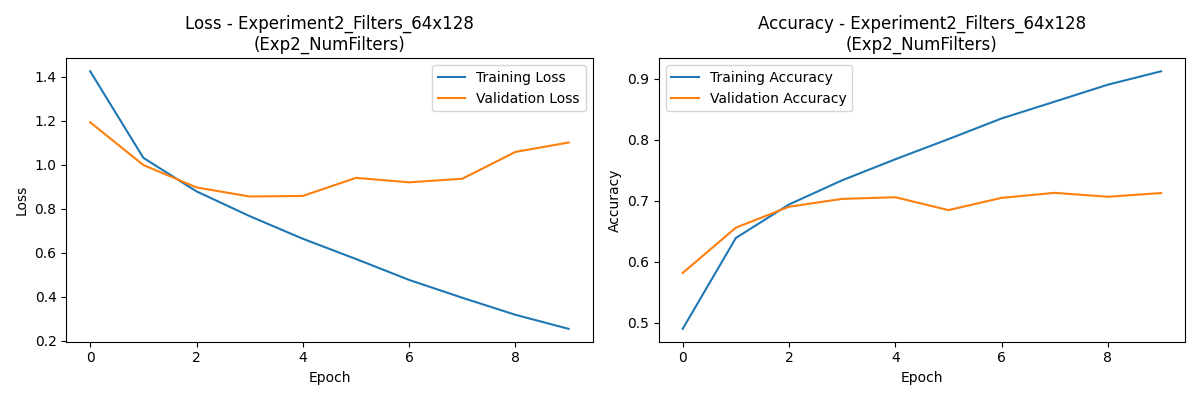 Loss - Experiment2_Filters_64x128
(Exp2_NumFilters)
Training Loss
Validation Loss
1.4
1.2
1.0
0.8
0.6
0.4
0.2
Loss
0 2 4 6 8
Epoch
Accuracy - Experiment2_Filters_64x128
(Exp2_NumFilters)
Training Accuracy
Validation Accuracy
0.9
0.8
0.7
0.6
0.5
Accuracy
0 2 4 6 8
Epoch